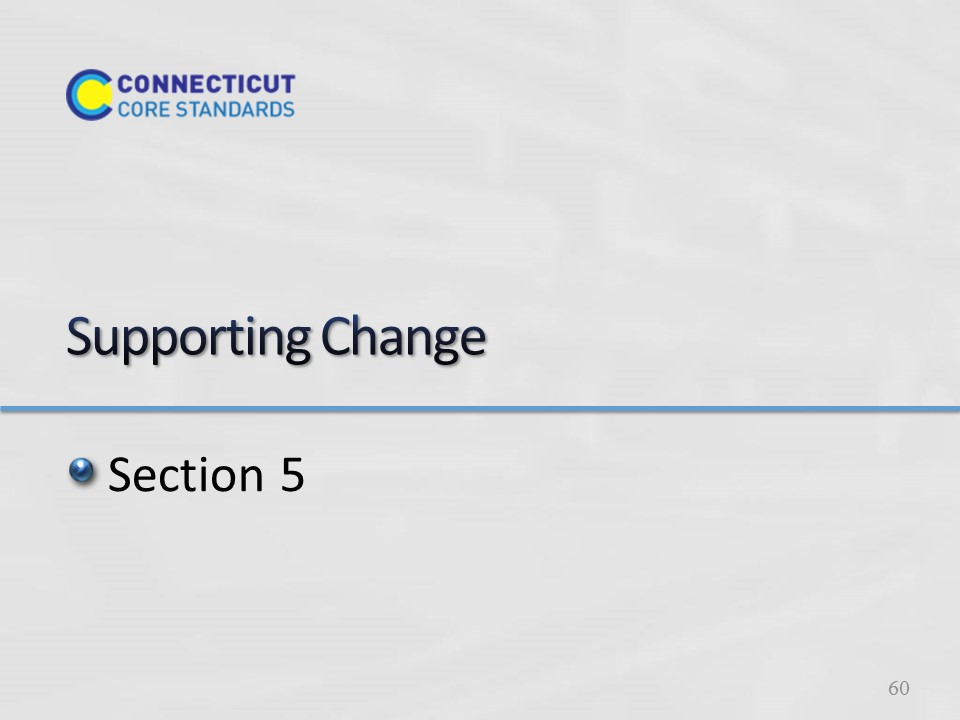 CONNECTICUT
CORE STANDARDS
Supporting Change
Section 5
60